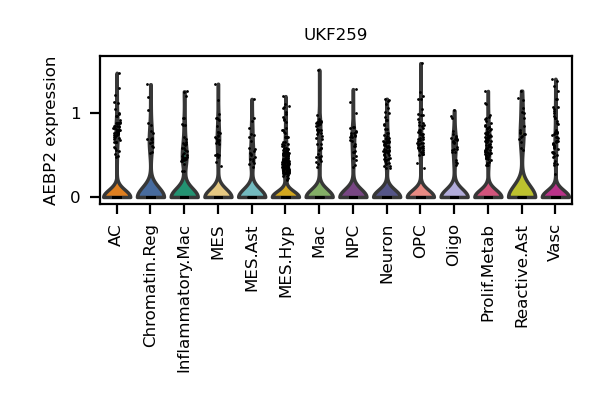 UKF259
AEBP2 expression
1
0
AC
Chromatin.Reg
Inflammatory.Mac
MES
MES.Ast
MES.Hyp
Mac
NPC
Neuron
OPC
Oligo
Prolif.Metab
Reactive.Ast
Vasc